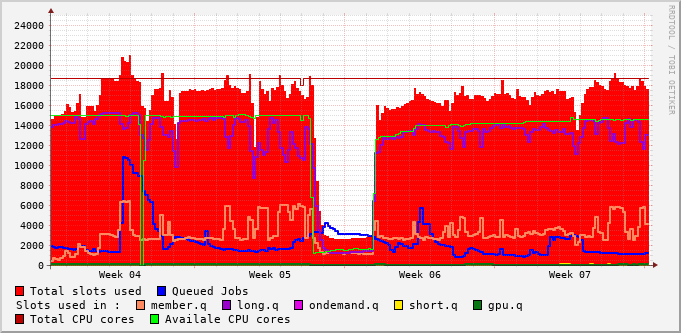 24000
22000
20000
18000
16000
14000
12000
10000
8000
6000
4000
2000
0
Week 04 Week 05 Week 06 Week 07
RRDTOOL / TOBI OETIKER
Total slots used Queued Jobs
Slots used in : member.q long.q ondemand.q short.q gpu.q
Total CPU cores Availale CPU cores